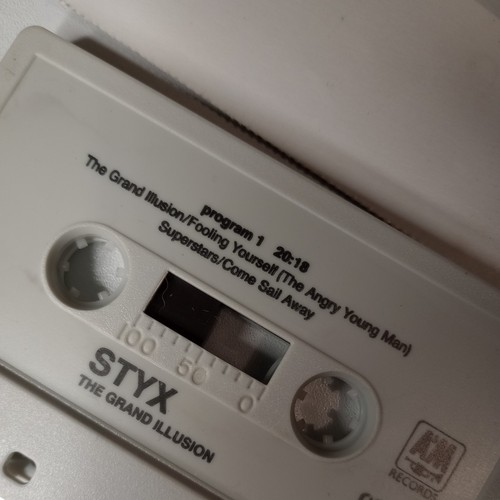 program 1 20:18
The Grand Illusion/Fooling Yourself (The Angry Young Man)
Superstars/Come Sail Away
100 50 0
STYX
THE GRAND ILLUSION
A&M
RECORDS